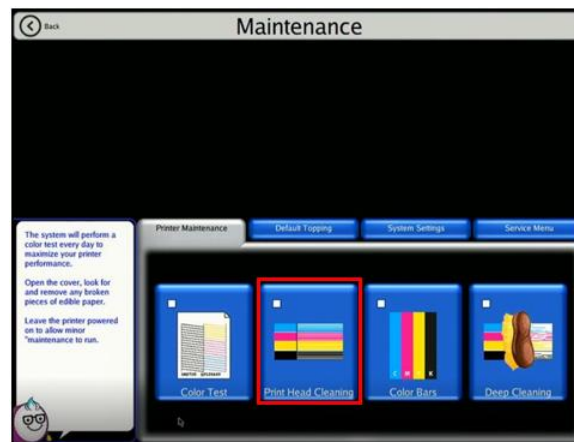 Back
Maintenance
The system will perform a
color test every day to
maximize your printer
performance.
Open the cover, look for
and remove any broken
pieces of edible paper.
Leave the printer powered
on to allow minor
"maintenance to run.
Printer Maintenance
Default Topping
System Settings
Service Menu
Color Test
Print Head Cleaning
C M Y K
Color Bars
Deep Cleaning